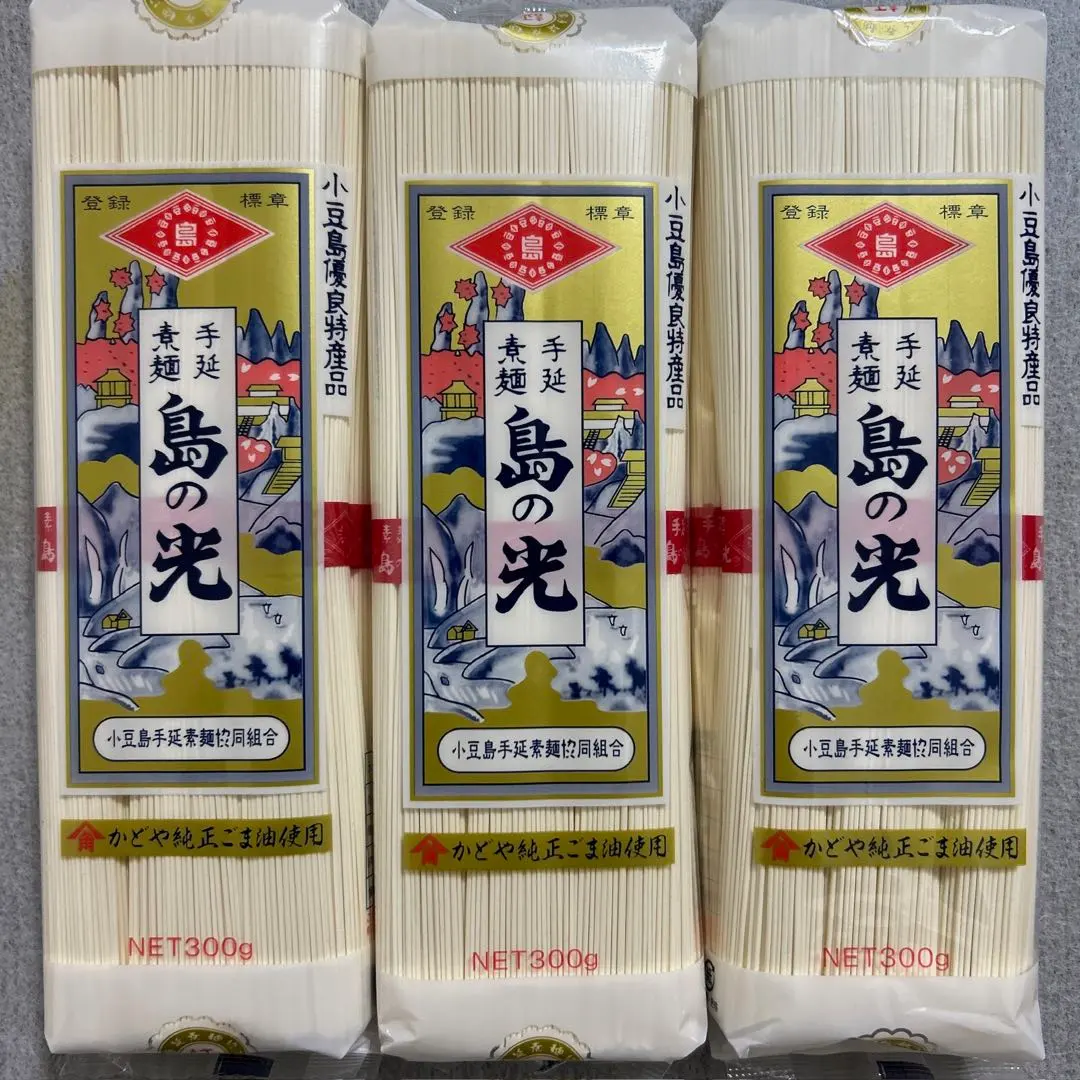 登録 標章
島
小豆島優良特産品
手延
素麺
島の光
小豆島手延素麺協同組合
かどや純正ごま油使用
NET300g
登録 標章
島
小豆島優良特産品
手延
素麺
島の光
小豆島手延素麺協同組合
かどや純正ごま油使用
NET300g
登録 標章
島
小豆島優良特産品
手延
素麺
島の光
小豆島手延素麺協同組合
かどや純正ごま油使用
NET300g